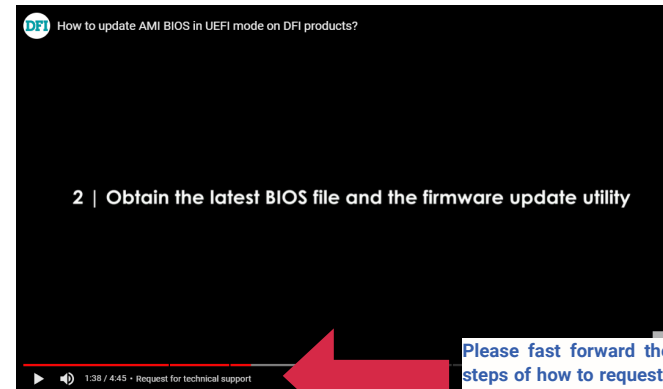 DFI How to update AMI BIOS in UEFI mode on DFI products?
2 | Obtain the latest BIOS file and the firmware update utility
Please fast forward the
steps of how to request
1:38 / 4:45 • Request for technical support